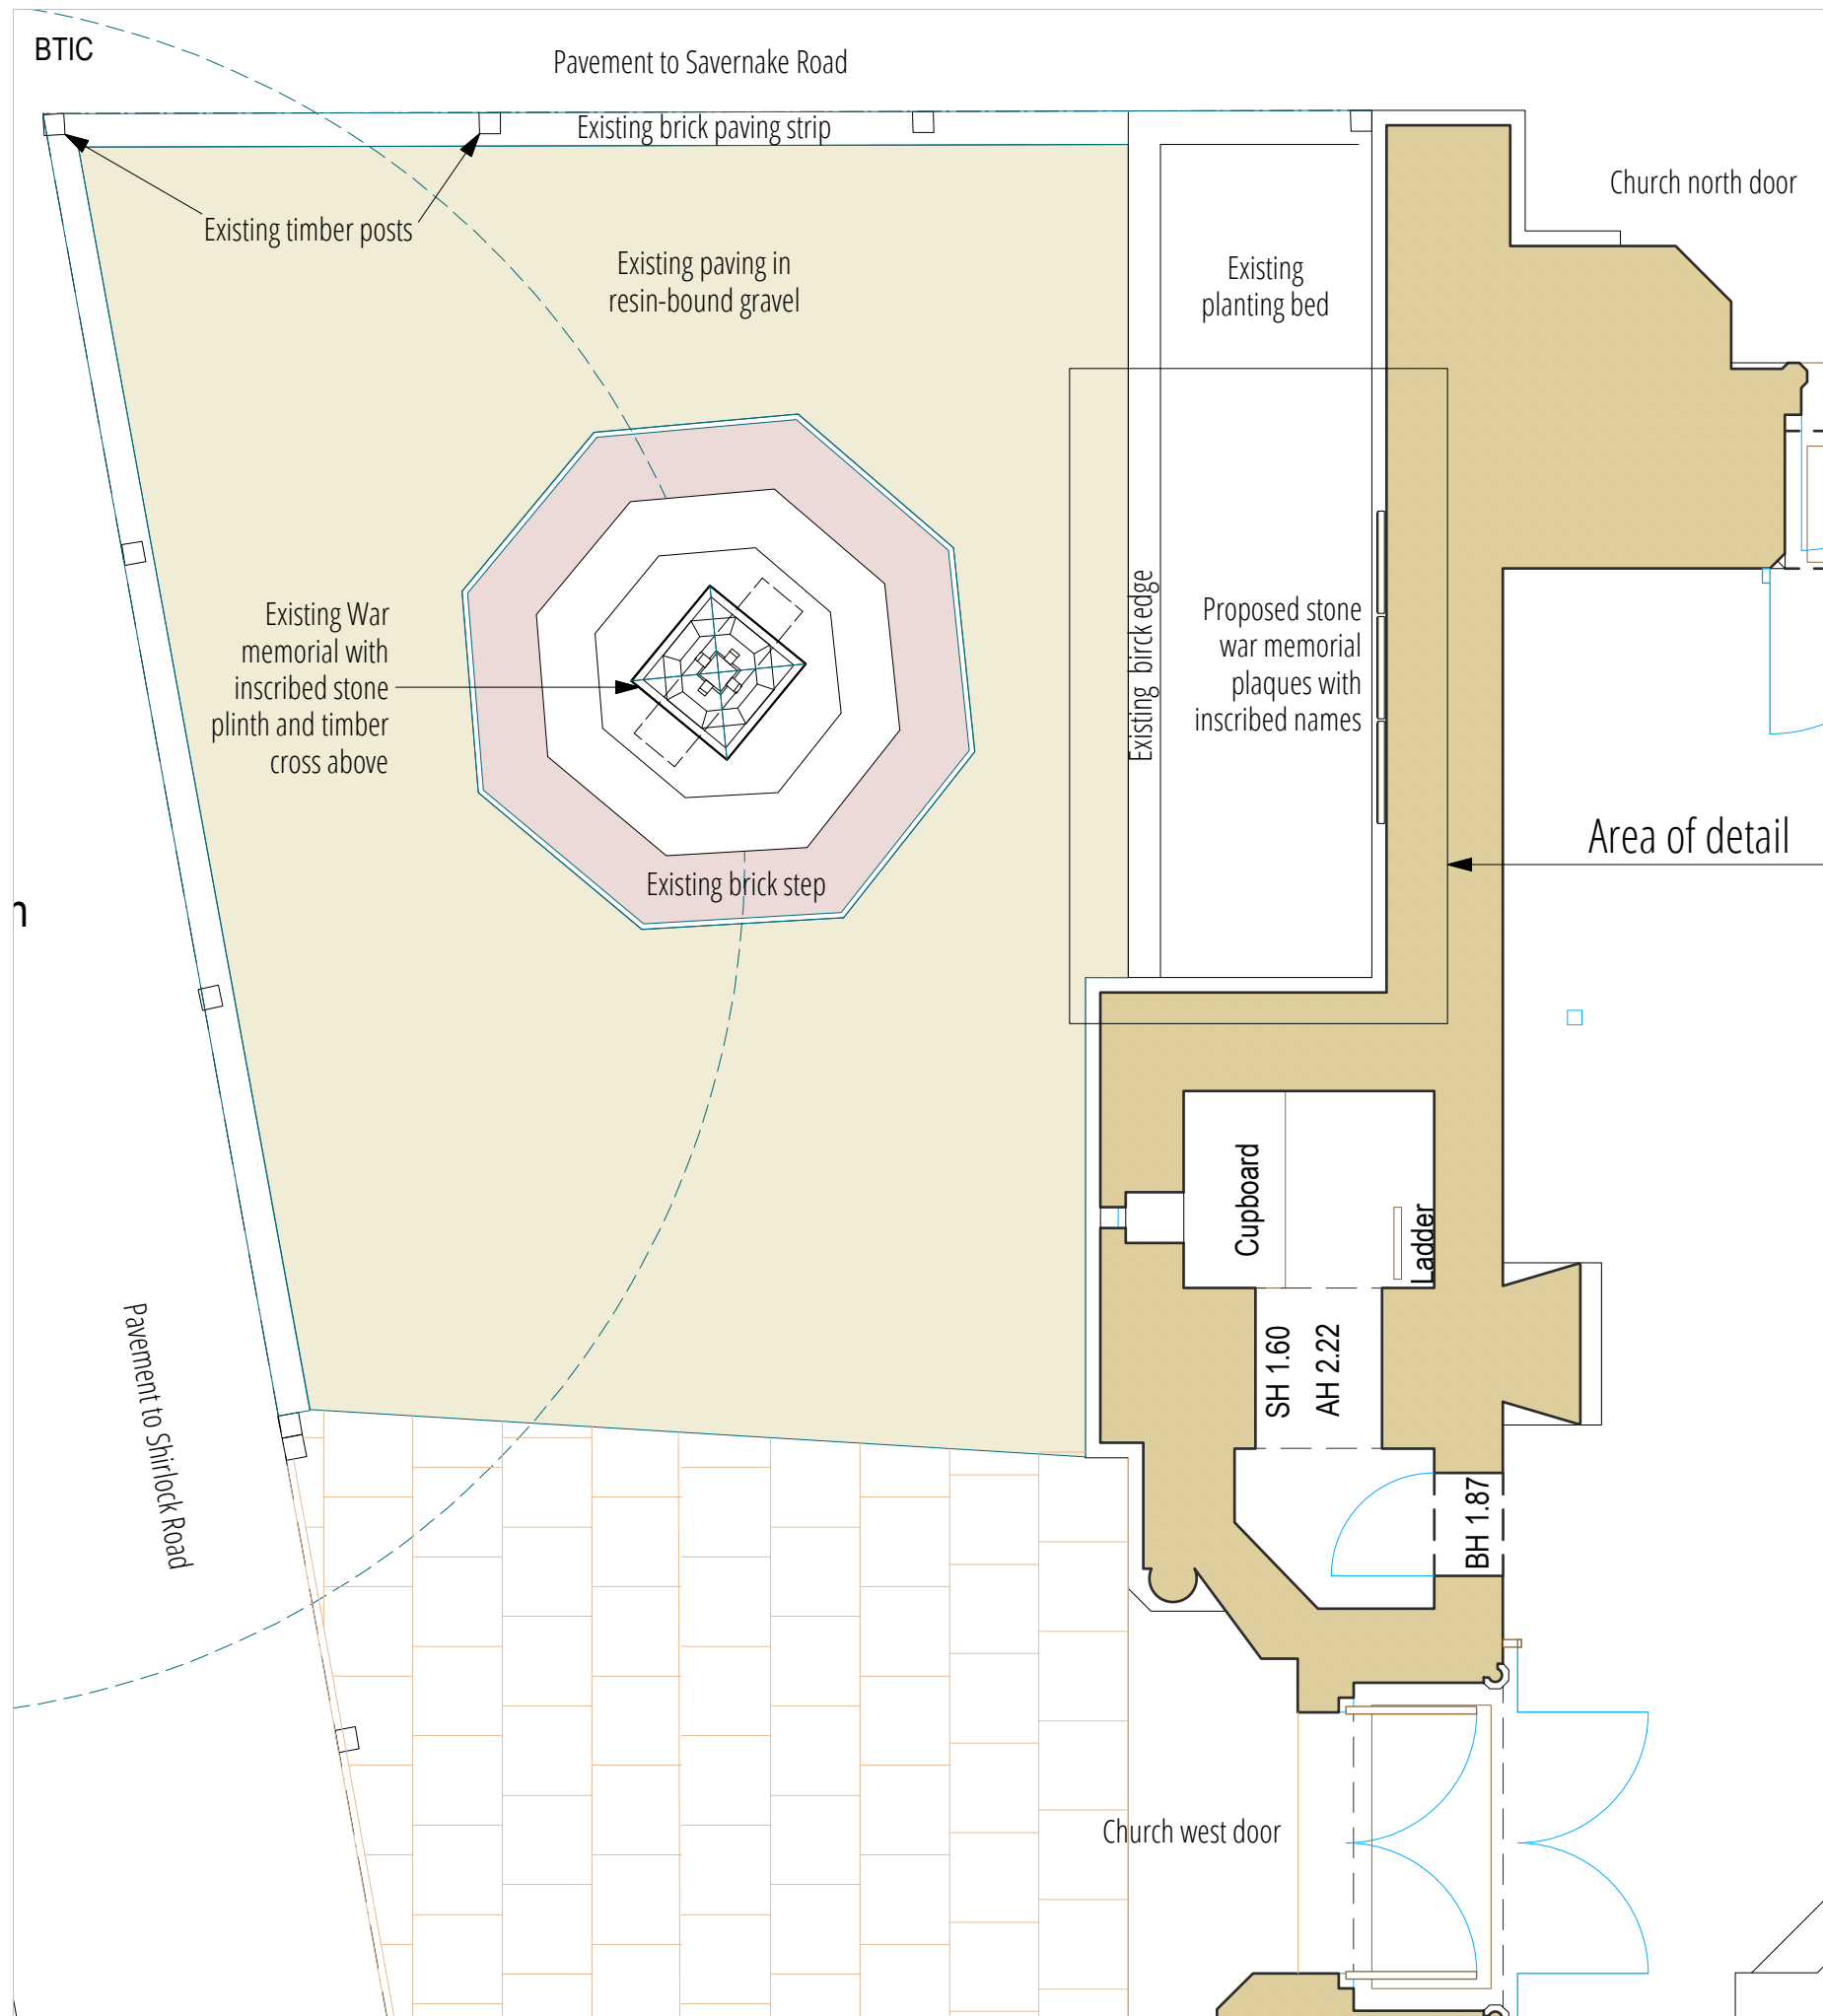 BTIC
Pavement to Savernake Road
Existing brick paving strip
Church north door
Existing timber posts
Existing paving in
resin-bound gravel
Existing
planting bed
Existing War
memorial with
inscribed stone
plinth and timber
cross above
Existing birck edge
Proposed stone
war memorial
plaques with
inscribed names
Area of detail
Existing brick step
n
Cupboard
Ladder
SH 1.60
AH 2.22
Pavement to Shirlock Road
BH 1.87
Church west door